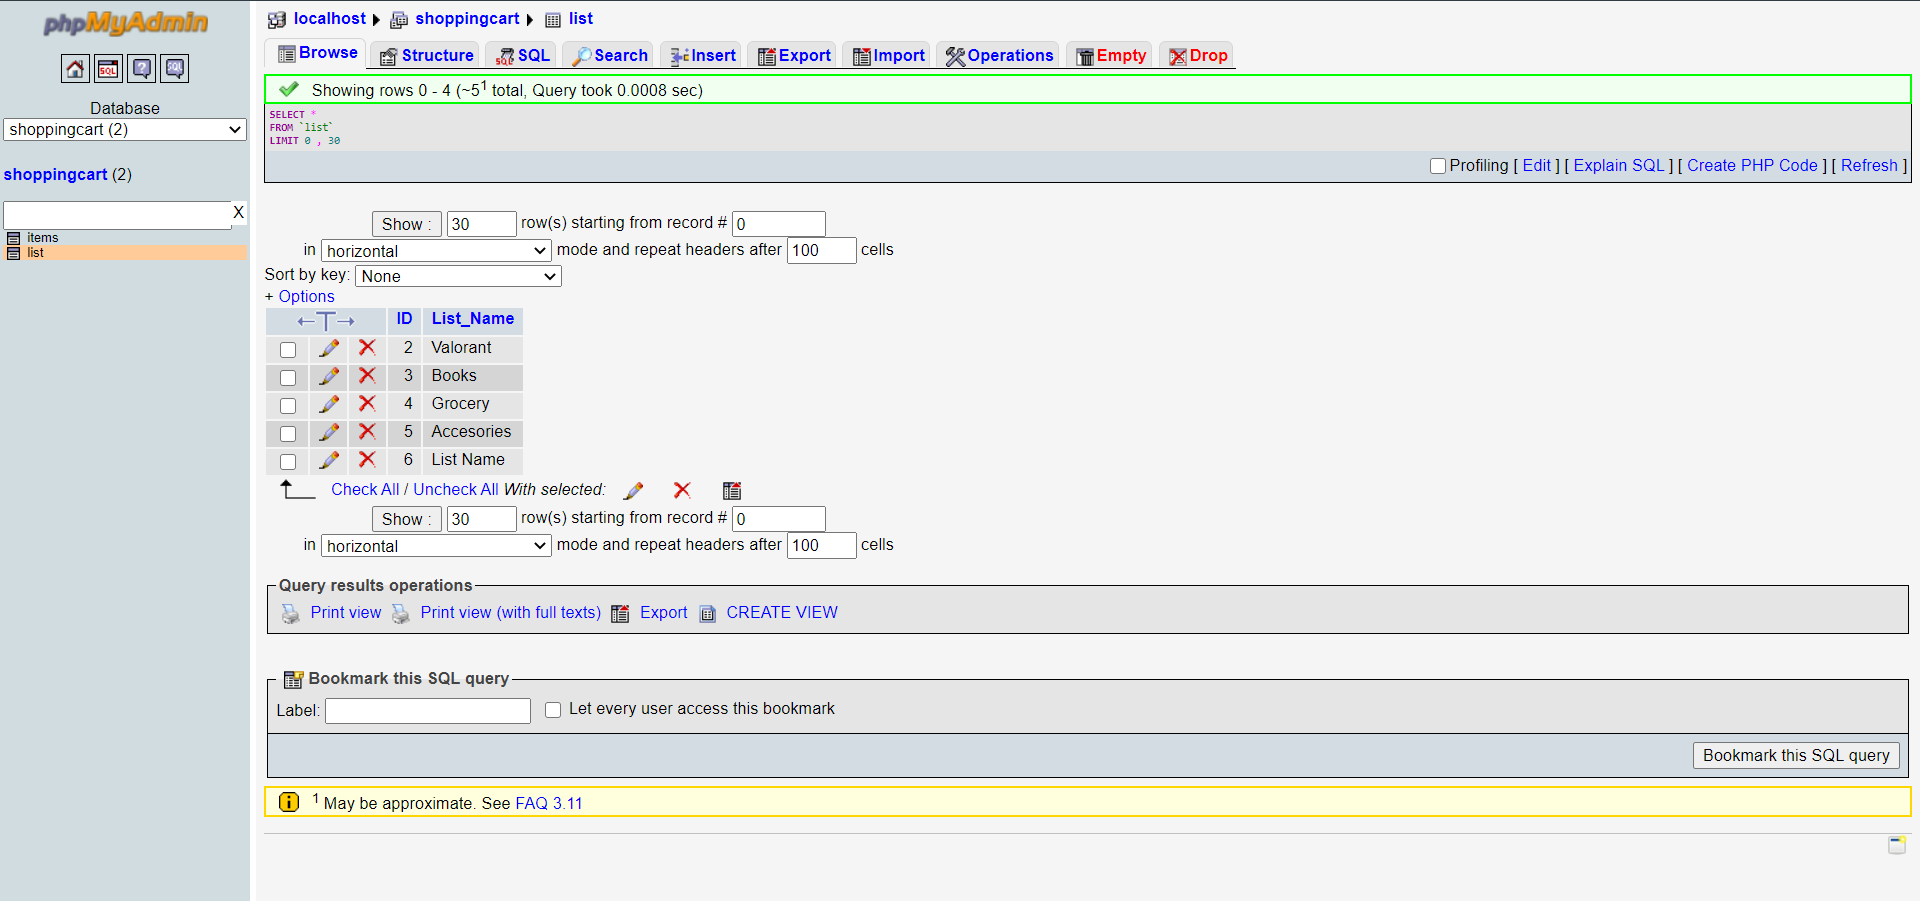 phpMyAdmin
SQL
?
SQL
Database
shoppingcart (2)
shoppingcart (2)
X
items
list
localhost shoppingcart list
Browse Structure SQL Search Insert Export Import Operations Empty Drop
Showing rows 0 - 4 (~5¹ total, Query took 0.0008 sec)
SELECT *
FROM `list`
LIMIT 0 , 30
Profiling [ Edit ] [ Explain SQL ] [ Create PHP Code ] [ Refresh ]
Show : 30 row(s) starting from record # 0
in horizontal mode and repeat headers after 100 cells
Sort by key: None
+ Options
←T→ ID List_Name
2 Valorant
3 Books
4 Grocery
5 Accesories
6 List Name
Check All / Uncheck All With selected:
Show : 30 row(s) starting from record # 0
in horizontal mode and repeat headers after 100 cells
Query results operations
Print view Print view (with full texts) Export CREATE VIEW
Bookmark this SQL query
Label: Let every user access this bookmark
Bookmark this SQL query
¹ May be approximate. See FAQ 3.11